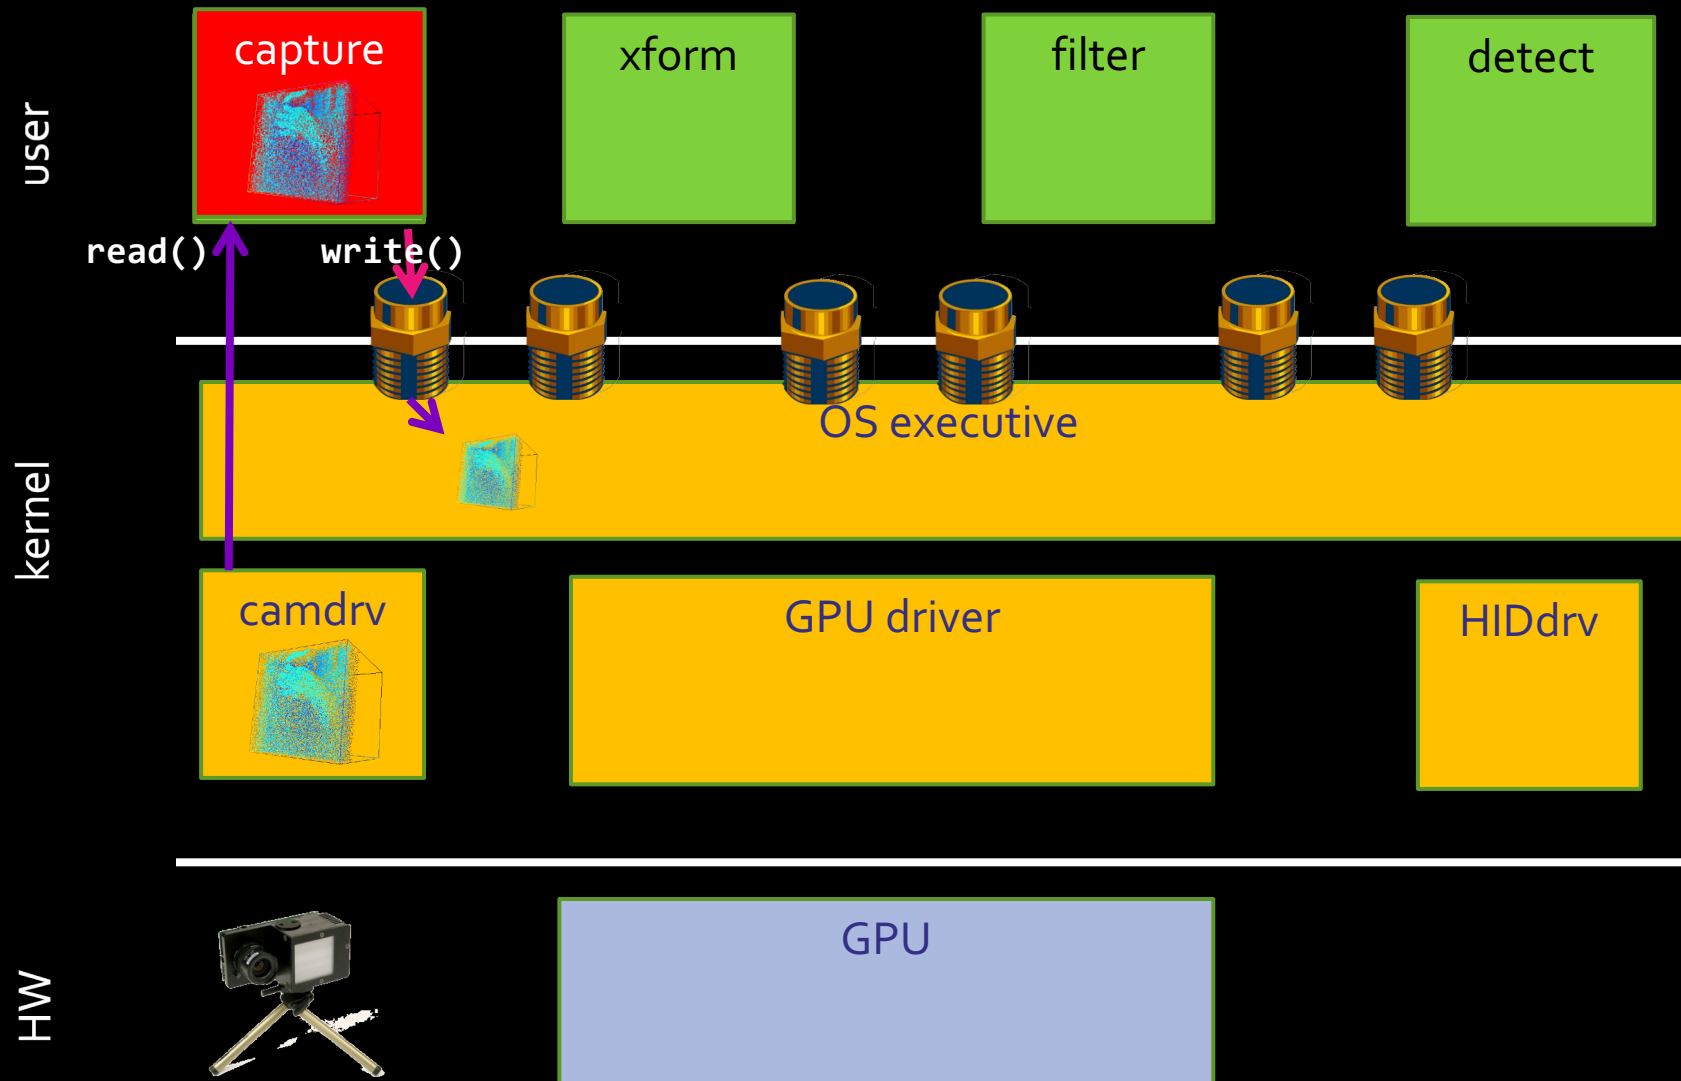 user
capture
xform
filter
detect
read()
write()
kernel
OS executive
camdrv
GPU driver
HIDdrv
HW
GPU